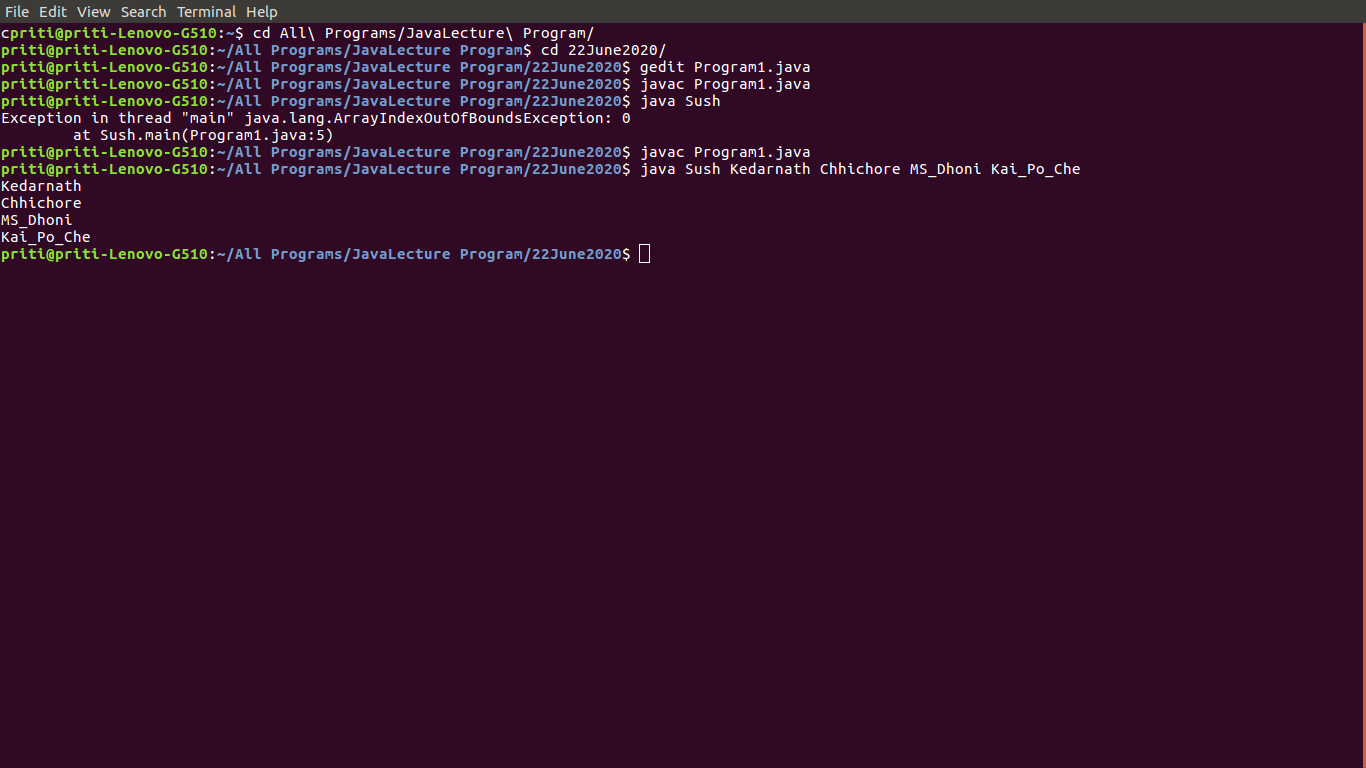 File Edit View Search Terminal Help
cpriti@priti-Lenovo-G510:~$ cd All\ Programs/JavaLecture\ Program/
priti@priti-Lenovo-G510:~/All Programs/JavaLecture Program$ cd 22June2020/
priti@priti-Lenovo-G510:~/All Programs/JavaLecture Program/22June2020$ gedit Program1.java
priti@priti-Lenovo-G510:~/All Programs/JavaLecture Program/22June2020$ javac Program1.java
priti@priti-Lenovo-G510:~/All Programs/JavaLecture Program/22June2020$ java Sush
Exception in thread "main" java.lang.ArrayIndexOutOfBoundsException: 0
        at Sush.main(Program1.java:5)
priti@priti-Lenovo-G510:~/All Programs/JavaLecture Program/22June2020$ javac Program1.java
priti@priti-Lenovo-G510:~/All Programs/JavaLecture Program/22June2020$ java Sush Kedarnath Chhichore MS_Dhoni Kai_Po_Che
Kedarnath
Chhichore
MS_Dhoni
Kai_Po_Che
priti@priti-Lenovo-G510:~/All Programs/JavaLecture Program/22June2020$